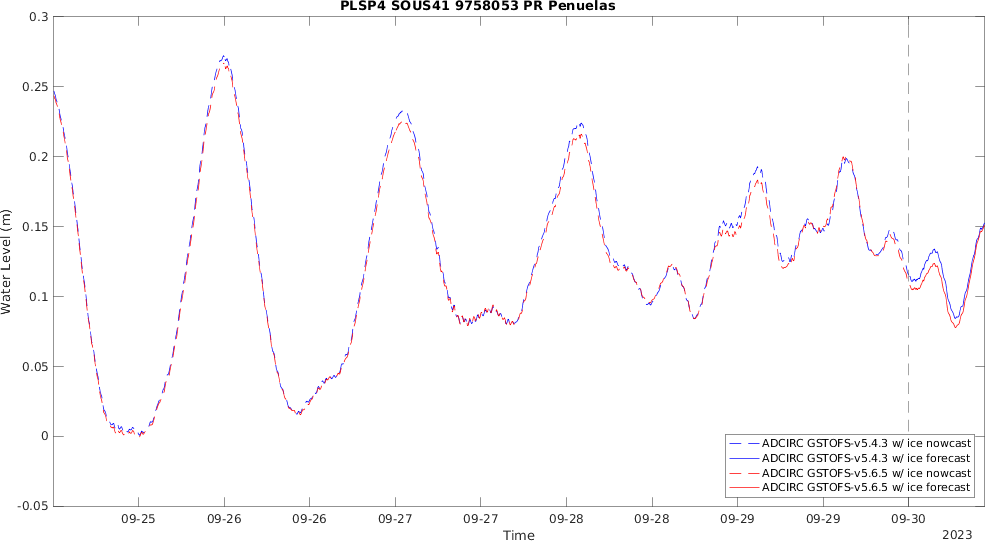 PLSP4 SOUS41 9758053 PR Penuelas
0.3
0.25
0.2
0.15
0.1
0.05
0
-0.05
Water Level (m)
09-25 09-26 09-26 09-27 09-27 09-28 09-28 09-29 09-29 09-30
Time
2023
ADCIRC GSTOFS-v5.4.3 w/ ice nowcast
ADCIRC GSTOFS-v5.4.3 w/ ice forecast
ADCIRC GSTOFS-v5.6.5 w/ ice nowcast
ADCIRC GSTOFS-v5.6.5 w/ ice forecast